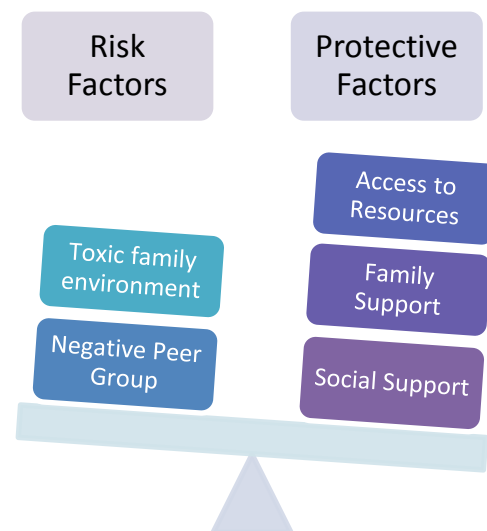 Risk
Factors
Protective
Factors
Toxic family
environment
Negative Peer
Group
Access to
Resources
Family
Support
Social Support